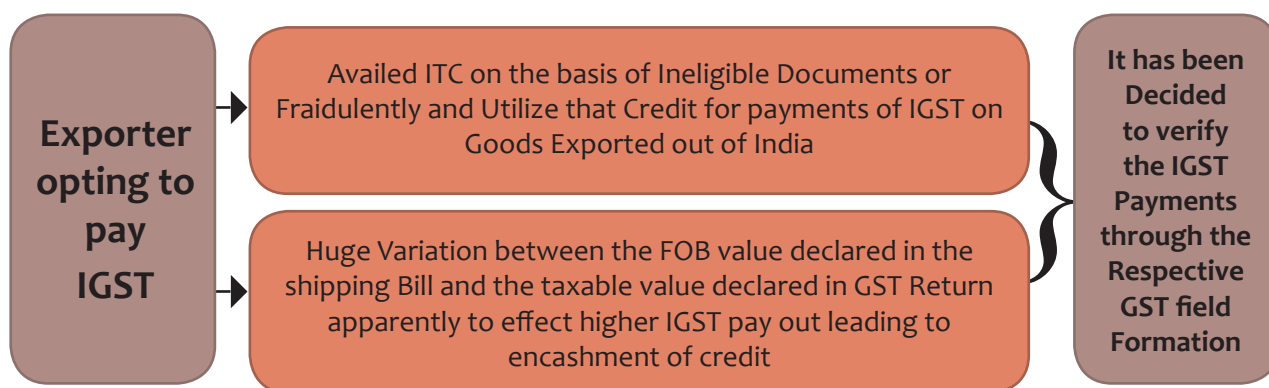 Exporter
opting to
pay
IGST
Availed ITC on the basis of Ineligible Documents or
Fraidulently and Utilize that Credit for payments of IGST on
Goods Exported out of India
Huge Variation between the FOB value declared in the
shipping Bill and the taxable value declared in GST Return
apparently to effect higher IGST pay out leading to
encashment of credit
It has been
Decided
to verify
the IGST
Payments
through the
Respective
GST field
Formation